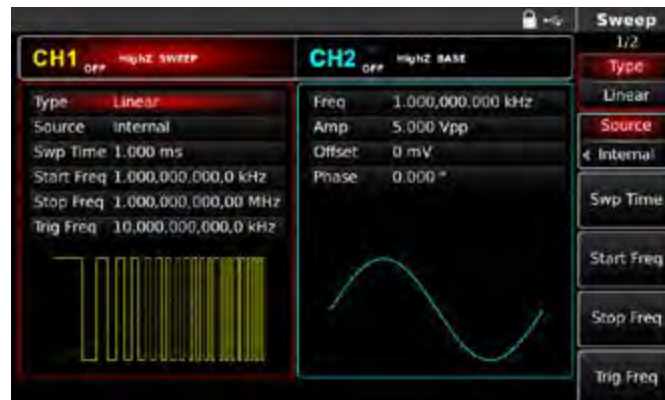 Sweep
1/2
CH1 OFF HighZ SWEEP
CH2 OFF HighZ BASE
Type Linear
Source Internal
Swp Time 1.000 ms
Start Freq 1.000,000,000,0 kHz
Stop Freq 1.000,000,000,00 MHz
Trig Freq 10.000,000,000,0 kHz
Freq 1.000,000,000 kHz
Amp 5.000 Vpp
Offset 0 mV
Phase 0.000 °
Type
Linear
Source
Internal
Swp Time
Start Freq
Stop Freq
Trig Freq